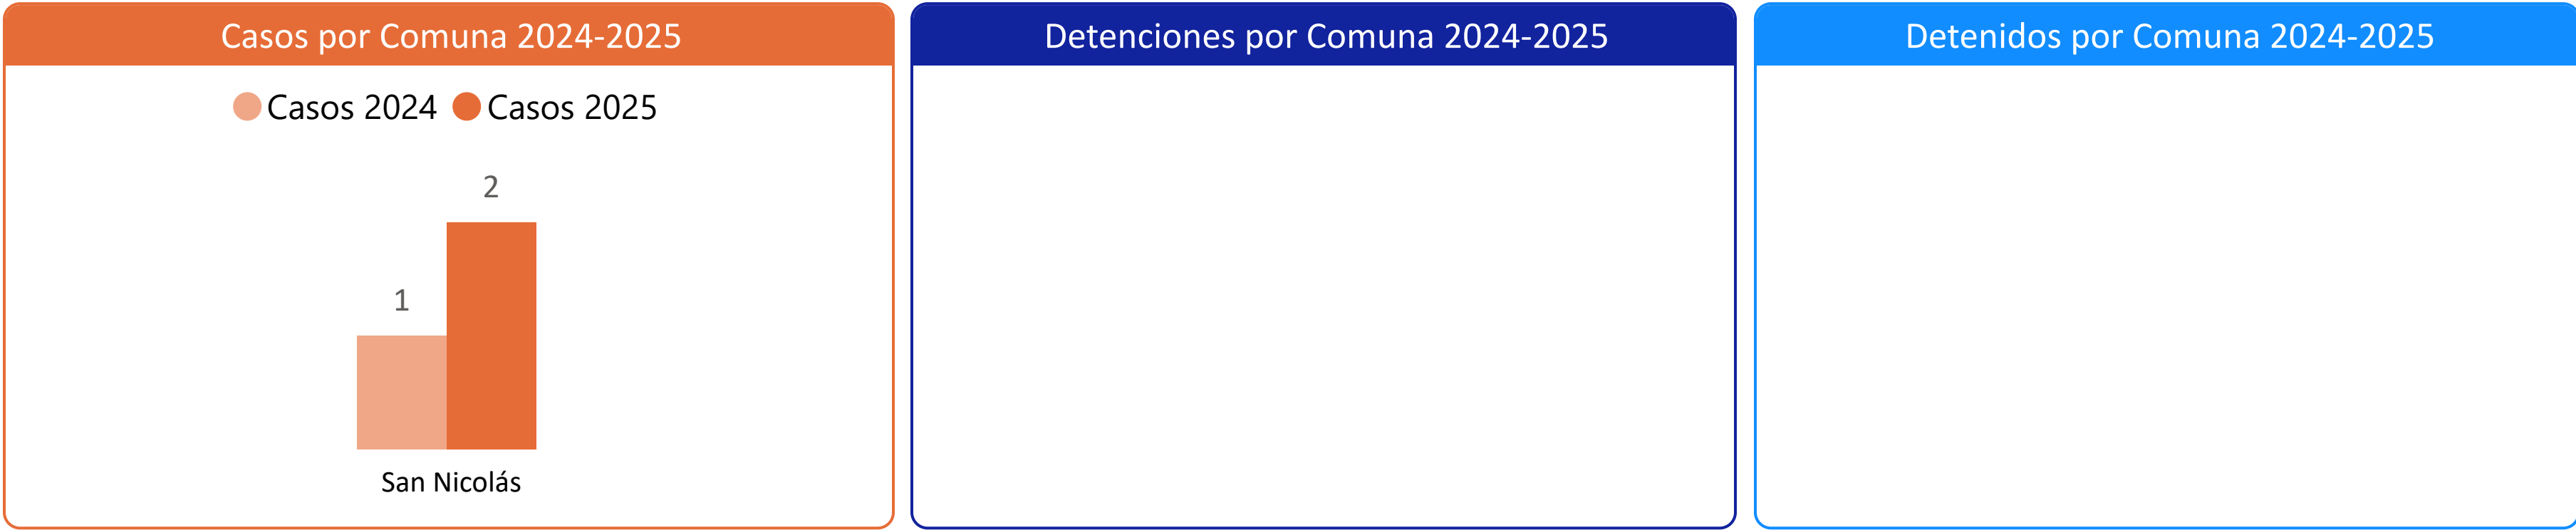 Casos por Comuna 2024-2025
Casos 2024 Casos 2025
2
1
San Nicolás
Detenciones por Comuna 2024-2025
Detenidos por Comuna 2024-2025